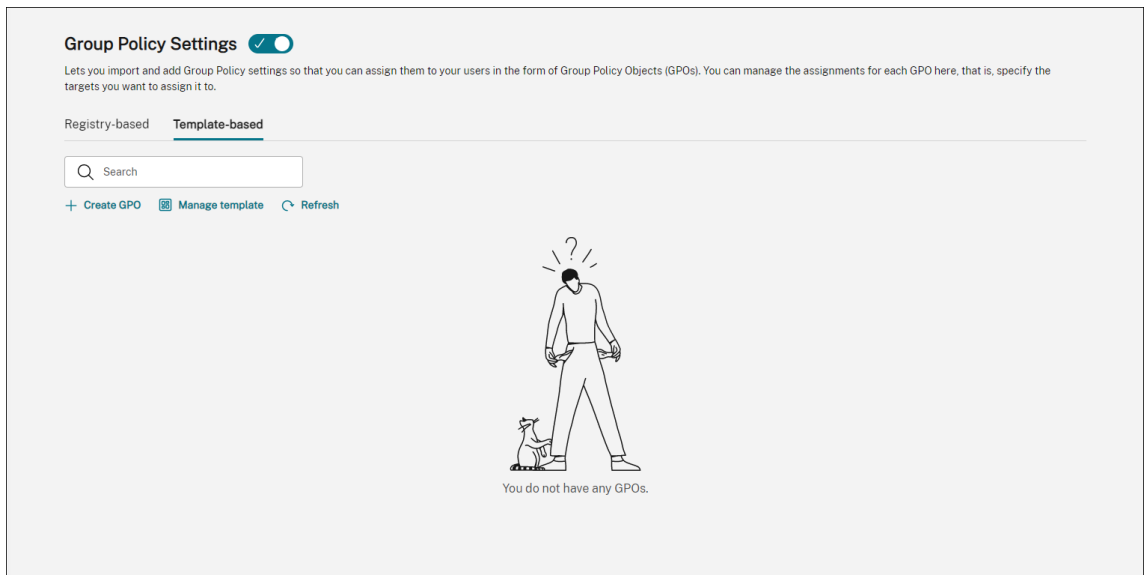 Group Policy Settings
Lets you import and add Group Policy settings so that you can assign them to your users in the form of Group Policy Objects (GPOs). You can manage the assignments for each GPO here, that is, specify the
targets you want to assign it to.
Registry-based Template-based
Search
Create GPO Manage template Refresh
?
You do not have any GPOs.